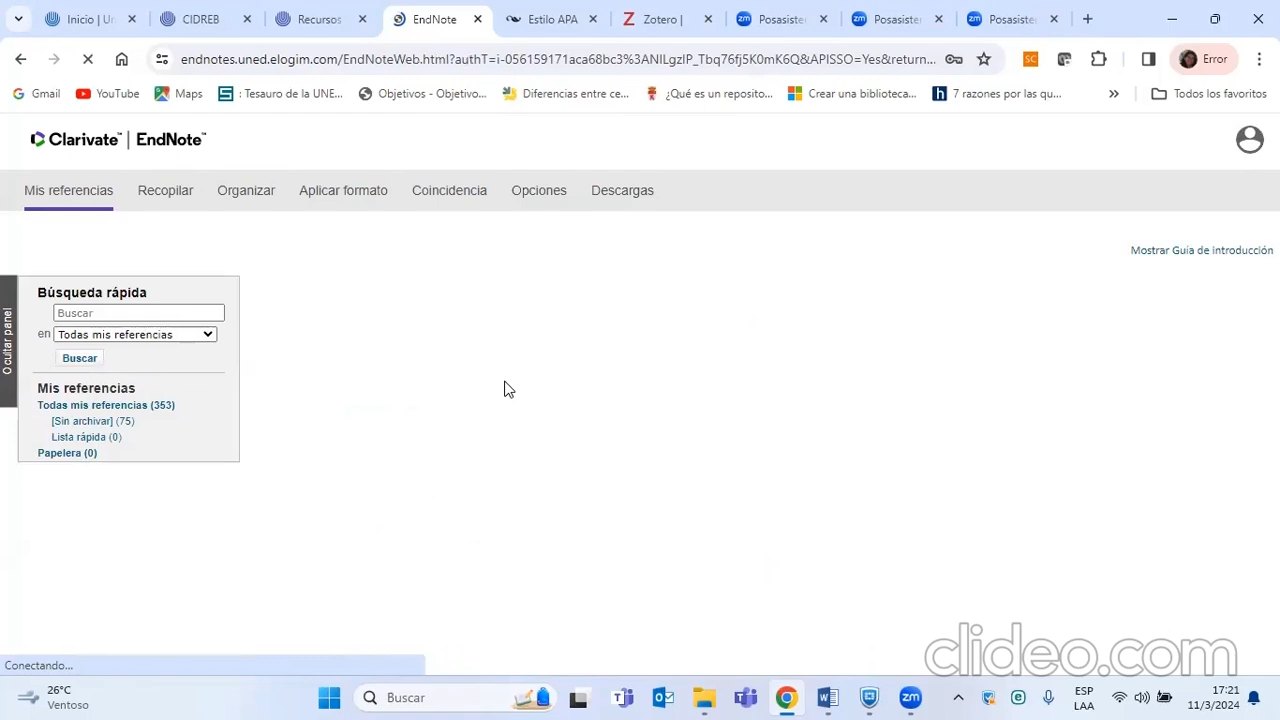 Inicio | Un
CIDREB
Recursos
EndNote
Estilo APA
Zotero |
Posasiste
Posasiste
Posasiste
endnotes.uned.elogim.com/EndNoteWeb.html?authT=i-056159171aca68bc3%3ANILgzIP_Tbq76fj5K0mK6Q&APISSO=Yes&return...
SC
Error
Gmail
YouTube
Maps
: Tesauro de la UNE...
Objetivos - Objetivo...
Diferencias entre ce...
¿Qué es un reposito...
Crear una biblioteca...
7 razones por las qu...
Todos los favoritos
Clarivate™ | EndNote™
Mis referencias
Recopilar
Organizar
Aplicar formato
Coincidencia
Opciones
Descargas
Mostrar Guía de introducción
Ocultar panel
Búsqueda rápida
Buscar
en Todas mis referencias
Buscar
Mis referencias
Todas mis referencias (353)
[Sin archivar] (75)
Lista rápida (0)
Papelera (0)
clideo.com
Conectando...
26°C
Ventoso
Buscar
ESP
LAA
17:21
11/3/2024